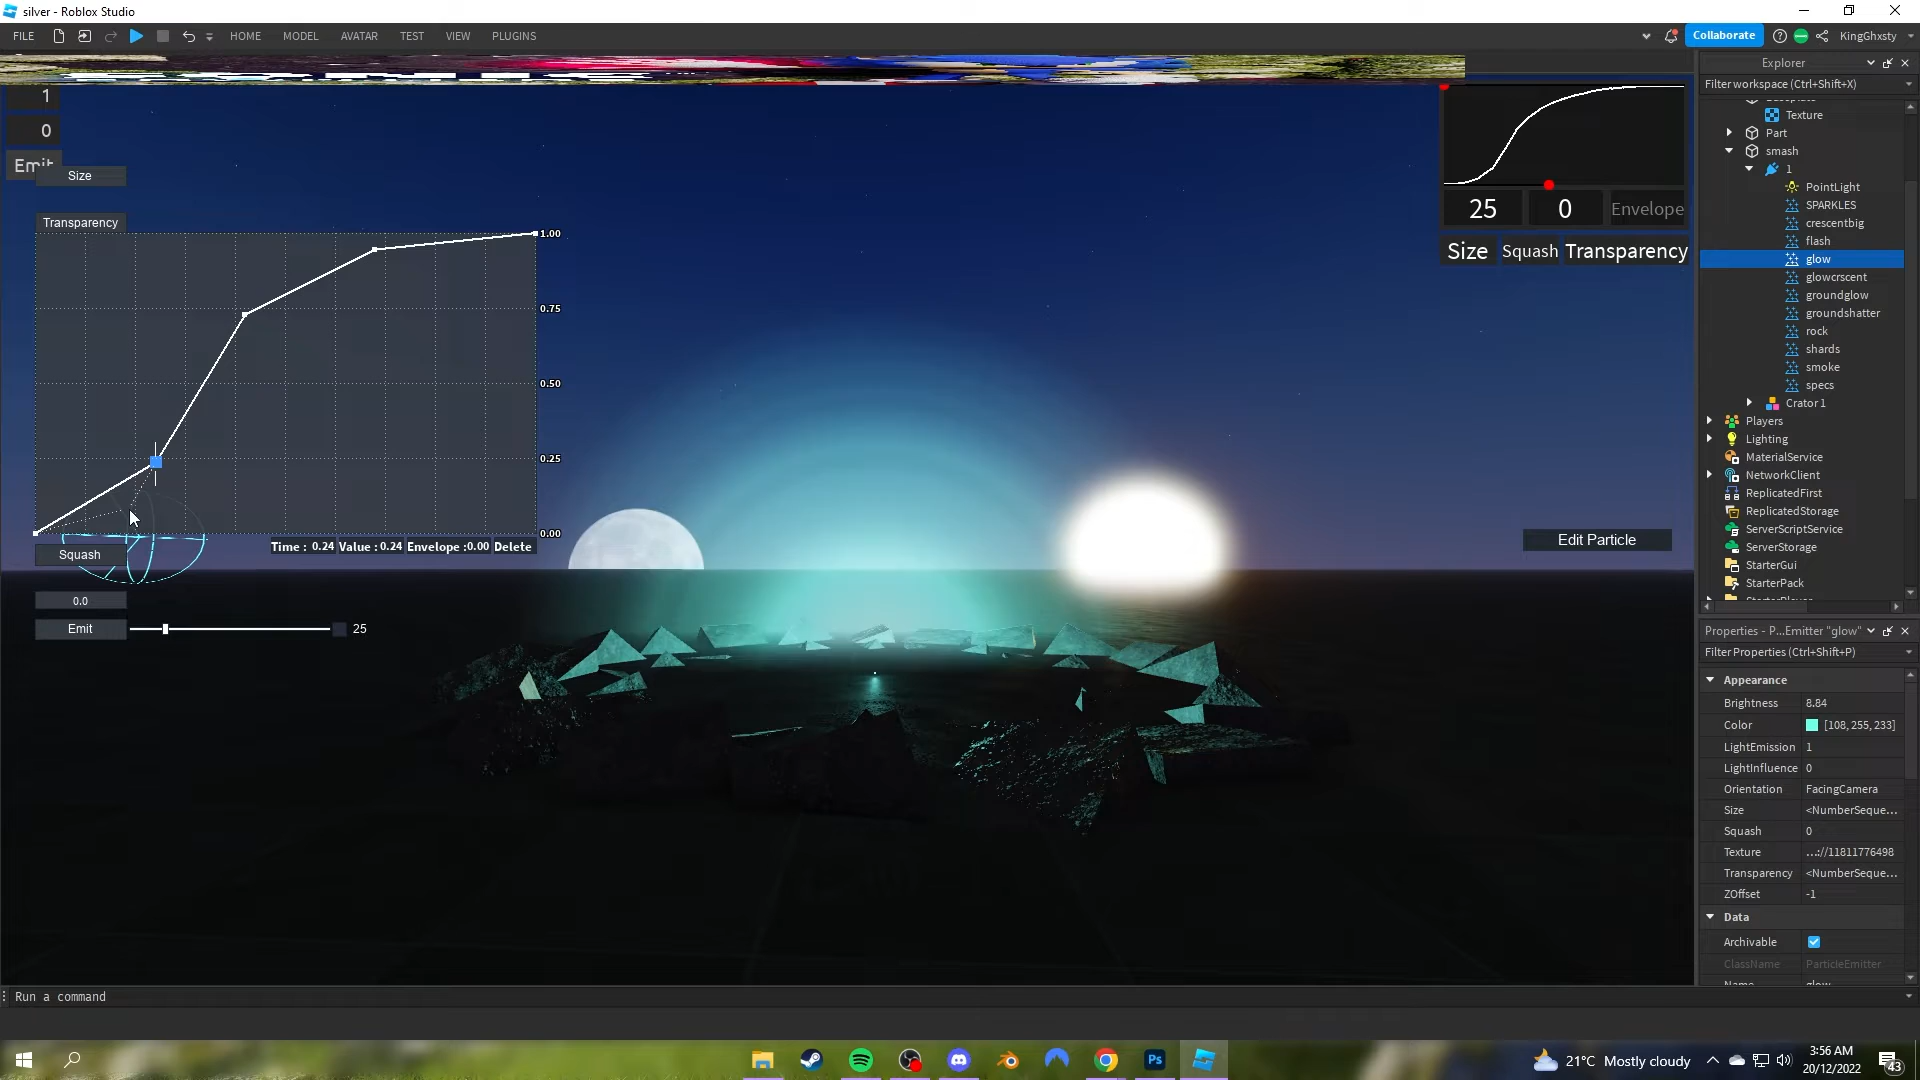 silver - Roblox Studio
FILE
HOME
MODEL
AVATAR
TEST
VIEW
PLUGINS
Collaborate
KingGhxsty
1
0
Emit
Size
Transparency
1.00
0.75
0.50
0.25
0.00
Time : 0.24 Value : 0.24 Envelope :0.00 Delete
Squash
0.0
Emit
25
25
0
Envelope
Size
Squash
Transparency
Edit Particle
Explorer
Filter workspace (Ctrl+Shift+X)
Texture
Part
smash
1
PointLight
SPARKLES
crescentbig
flash
glow
glowcrscent
groundglow
groundshatter
rock
shards
smoke
specs
Crator1
Players
Lighting
MaterialService
NetworkClient
ReplicatedFirst
ReplicatedStorage
ServerScriptService
ServerStorage
StarterGui
StarterPack
Properties - P...Emitter "glow"
Filter Properties (Ctrl+Shift+P)
Appearance
Brightness 8.84
Color [108, 255, 233]
LightEmission 1
LightInfluence 0
Orientation FacingCamera
Size <NumberSeque...
Squash 0
Texture ...://11811776498
Transparency <NumberSeque...
ZOffset -1
Data
Archivable
ClassName ParticleEmitter
Run a command
Ps
21°C Mostly cloudy
3:56 AM
20/12/2022
43